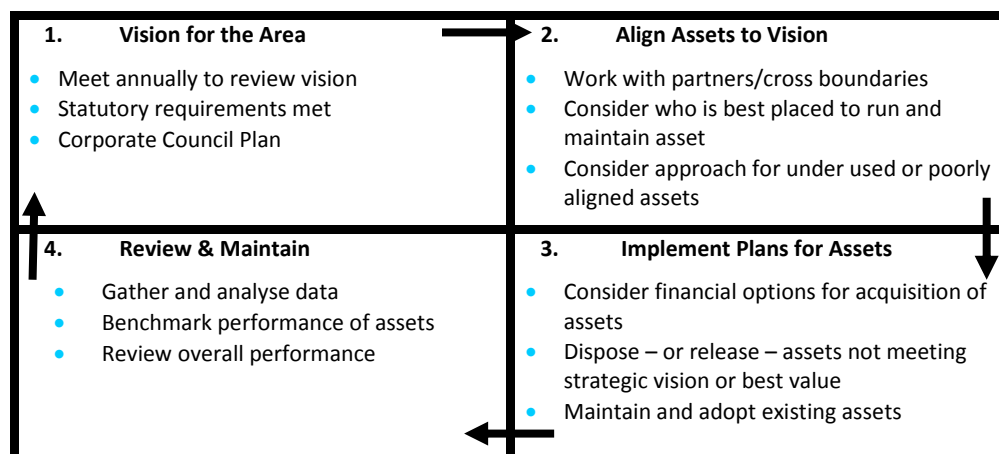 1. Vision for the Area
• Meet annually to review vision
• Statutory requirements met
• Corporate Council Plan
2. Align Assets to Vision
• Work with partners/cross boundaries
• Consider who is best placed to run and
maintain asset
• Consider approach for under used or poorly
aligned assets
3. Implement Plans for Assets
• Consider financial options for acquisition of
assets
• Dispose – or release – assets not meeting
strategic vision or best value
• Maintain and adopt existing assets
4. Review & Maintain
• Gather and analyse data
• Benchmark performance of assets
• Review overall performance